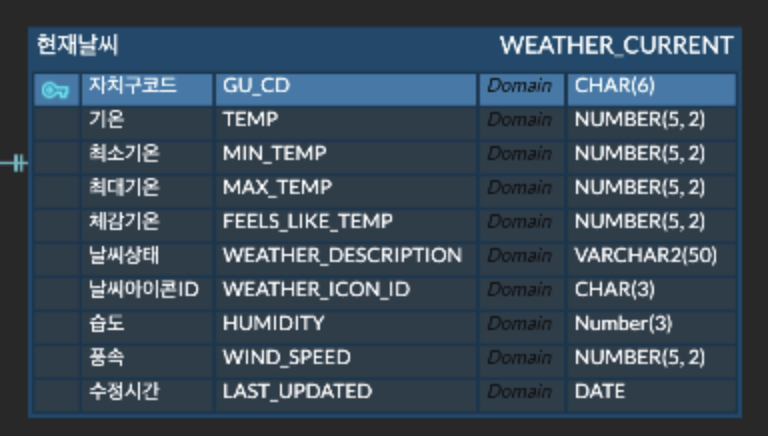 현재날씨 WEATHER_CURRENT
자치구코드 GU_CD Domain CHAR(6)
기온 TEMP Domain NUMBER(5, 2)
최소기온 MIN_TEMP Domain NUMBER(5, 2)
최대기온 MAX_TEMP Domain NUMBER(5, 2)
체감기온 FEELS_LIKE_TEMP Domain NUMBER(5, 2)
날씨상태 WEATHER_DESCRIPTION Domain VARCHAR2(50)
날씨아이콘ID WEATHER_ICON_ID Domain CHAR(3)
습도 HUMIDITY Domain Number(3)
풍속 WIND_SPEED Domain NUMBER(5, 2)
수정시간 LAST_UPDATED Domain DATE